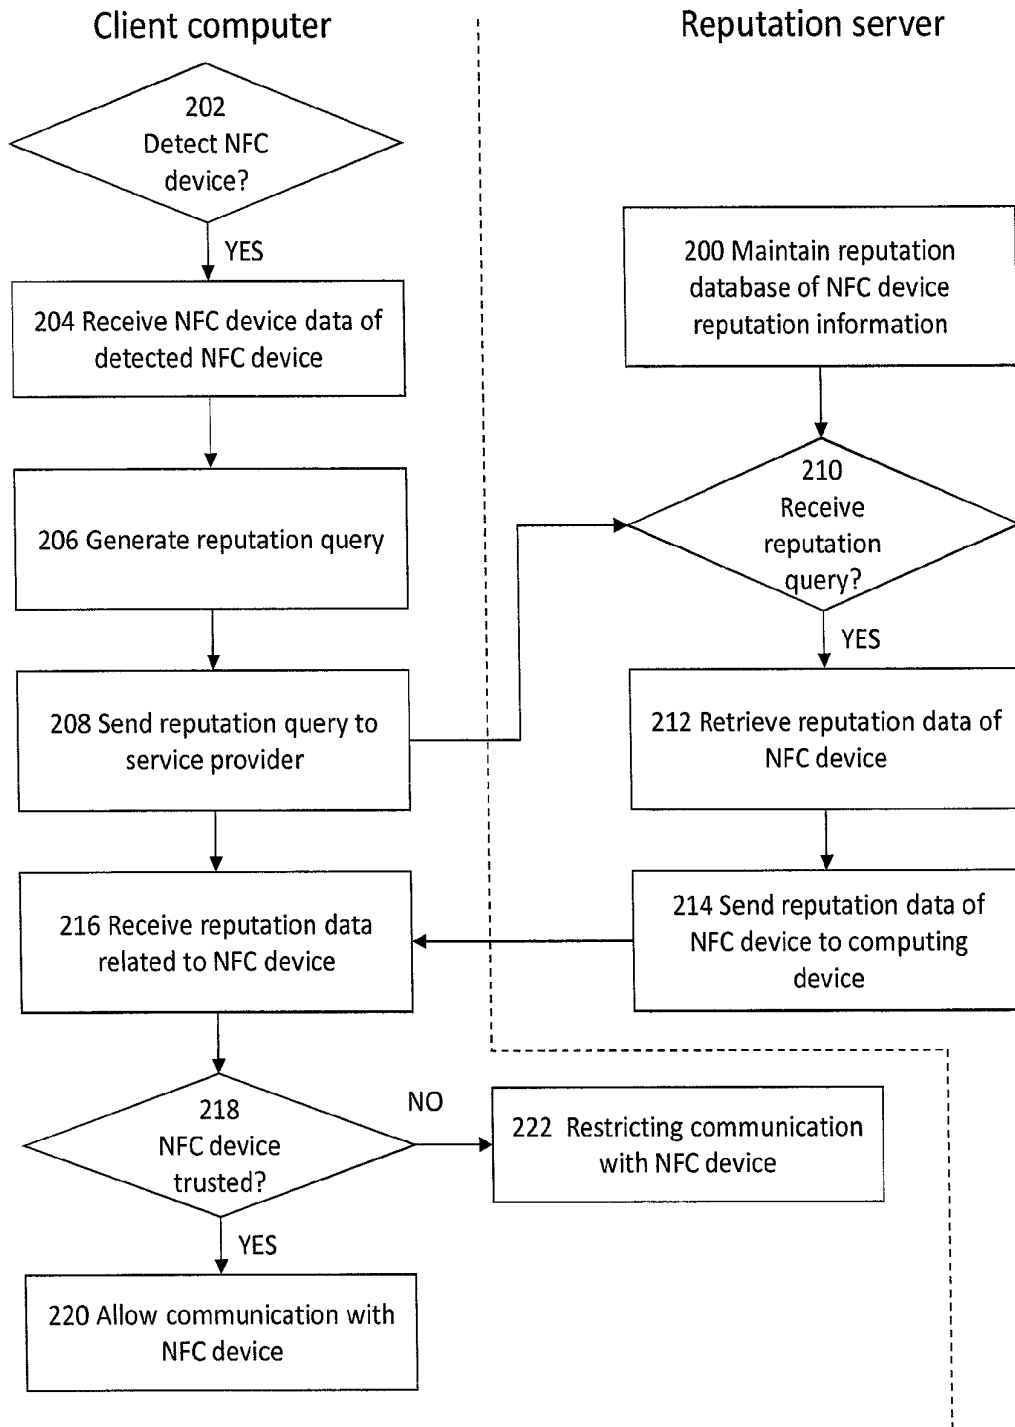 Client computer
Reputation server
202
Detect NFC
device?
YES
204 Receive NFC device data of
detected NFC device
206 Generate reputation query
208 Send reputation query to
service provider
200 Maintain reputation
database of NFC device
reputation information
210
Receive
reputation
query?
YES
212 Retrieve reputation data of
NFC device
214 Send reputation data of
NFC device to computing
device
216 Receive reputation data
related to NFC device
218
NFC device
trusted?
NO
222 Restricting communication
with NFC device
YES
220 Allow communication with
NFC device